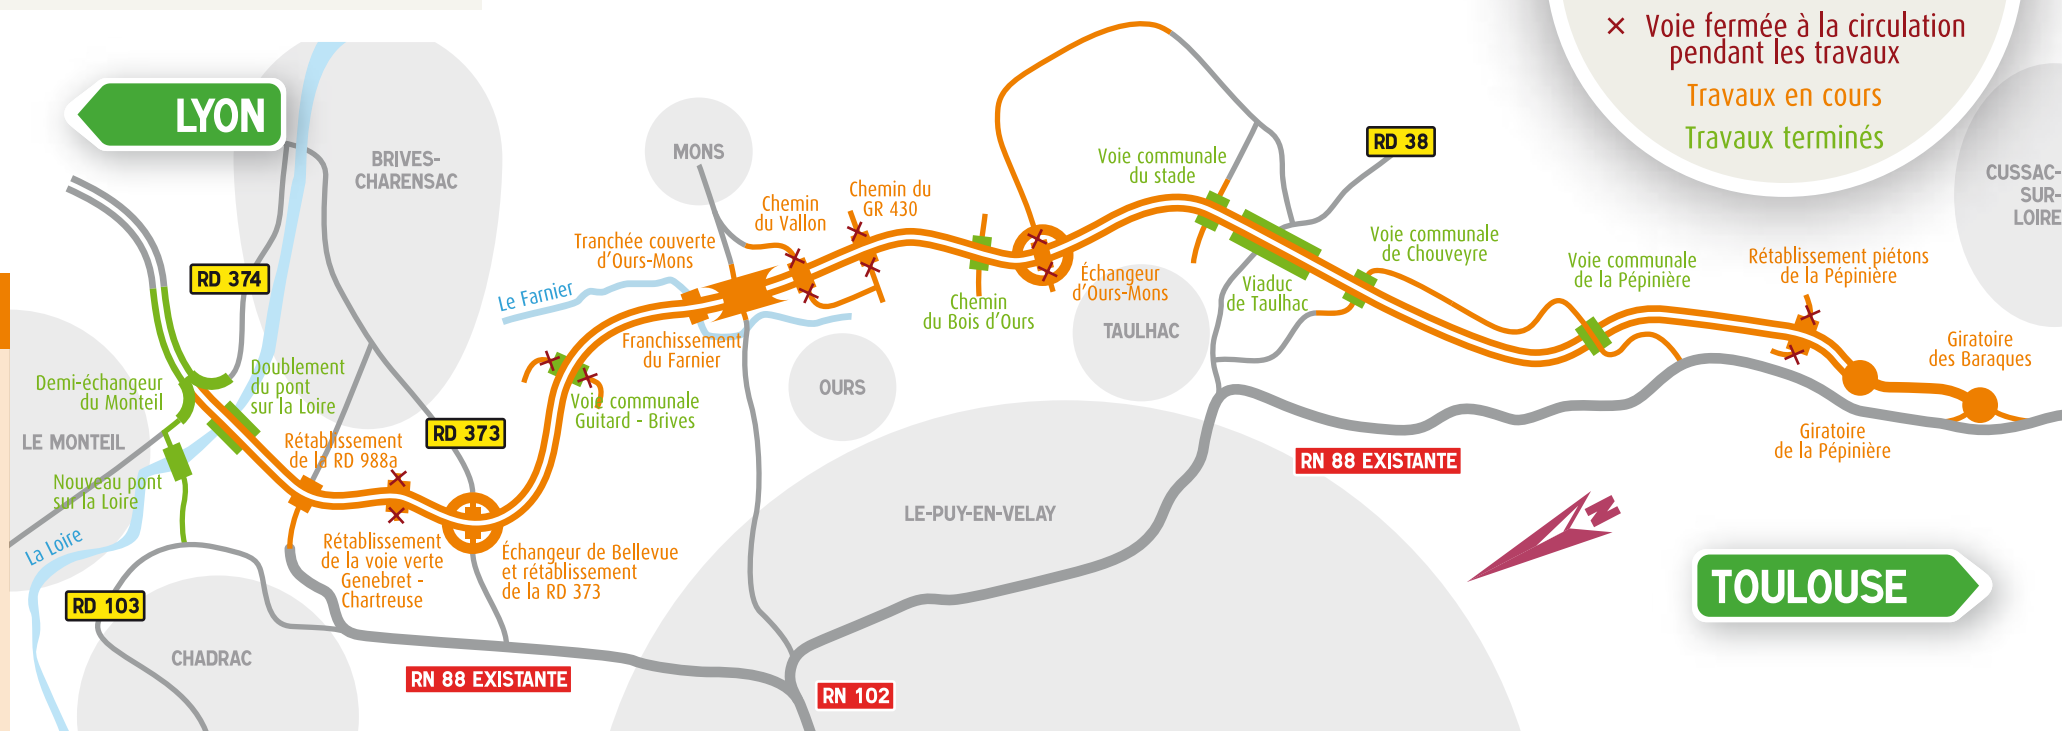 × Voie fermée à la circulation
pendant les travaux
Travaux en cours
Travaux terminés
LYON
BRIVES-
CHARENSAC
MONS
RD 38
CUSSAC-
SUR-
LOIRE
Voie communale
du stade
Chemin du
GR 430
Chemin
du Vallon
Tranchée couverte
d'Ours-Mons
Voie communale
de Chouveyre
Voie communale
de la Pépinière
Rétablissement piétons
de la Pépinière
RD 374
Le Farnier
Échangeur
d'Ours-Mons
Chemin
du Bois d'Ours
Viaduc
de Taulhac
TAULHAC
Giratoire
des Baraques
Franchissement
du Farnier
Doublement
du pont
sur la Loire
Demi-échangeur
du Monteil
OURS
Voie communale
Guitard - Brives
LE MONTEIL
Rétablissement
de la RD 988a
RD 373
Giratoire
de la Pépinière
RN 88 EXISTANTE
Nouveau pont
sur la Loire
LE-PUY-EN-VELAY
N
La Loire
Rétablissement
de la voie verte
Genebret -
Chartreuse
Échangeur de Bellevue
et rétablissement
de la RD 373
TOULOUSE
RD 103
CHADRAC
RN 88 EXISTANTE
RN 102